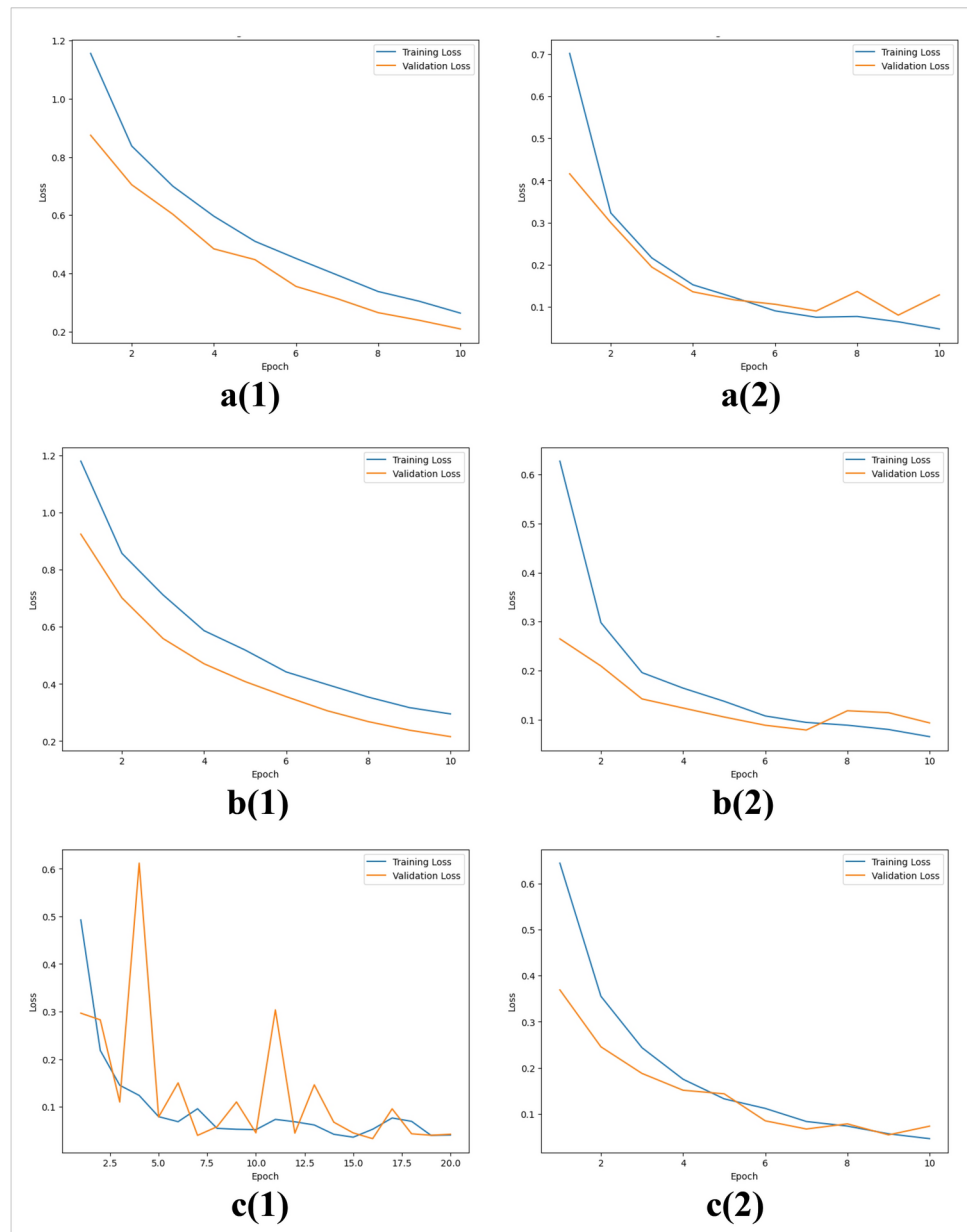 1.2
1.0
0.8
0.6
0.4
0.2
Loss
2
4
6
8
10
Epoch
Training Loss
Validation Loss
a(1)
0.7
0.6
0.5
0.4
0.3
0.2
0.1
Loss
2
4
6
8
10
Epoch
Training Loss
Validation Loss
a(2)
1.2
1.0
0.8
0.6
0.4
0.2
Loss
2
4
6
8
10
Epoch
Training Loss
Validation Loss
b(1)
0.6
0.5
0.4
0.3
0.2
0.1
Loss
2
4
6
8
10
Epoch
Training Loss
Validation Loss
b(2)
0.6
0.5
0.4
0.3
0.2
0.1
Loss
2.5
5.0
7.5
10.0
12.5
15.0
17.5
20.0
Epoch
Training Loss
Validation Loss
c(1)
0.6
0.5
0.4
0.3
0.2
0.1
Loss
2
4
6
8
10
Epoch
Training Loss
Validation Loss
c(2)